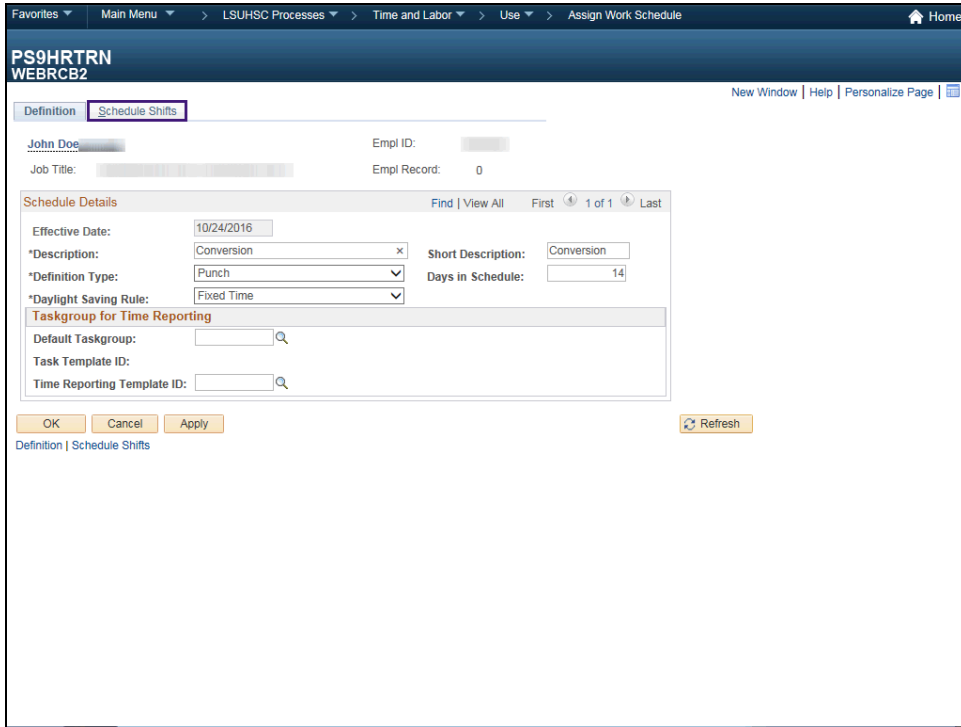 Favorites Main Menu > LSUHSC Processes > Time and Labor > Use > Assign Work Schedule Home
PS9HRTRN
WEBRCB2
New Window | Help | Personalize Page |
Definition Schedule Shifts
John Doe Empl ID:
Job Title: Empl Record: 0
Schedule Details Find | View All First 1 of 1 Last
Effective Date: 10/24/2016
*Description: Conversion × Short Description: Conversion
*Definition Type: Punch Days in Schedule: 14
*Daylight Saving Rule: Fixed Time
Taskgroup for Time Reporting
Default Taskgroup:
Task Template ID:
Time Reporting Template ID:
OK Cancel Apply Refresh
Definition | Schedule Shifts